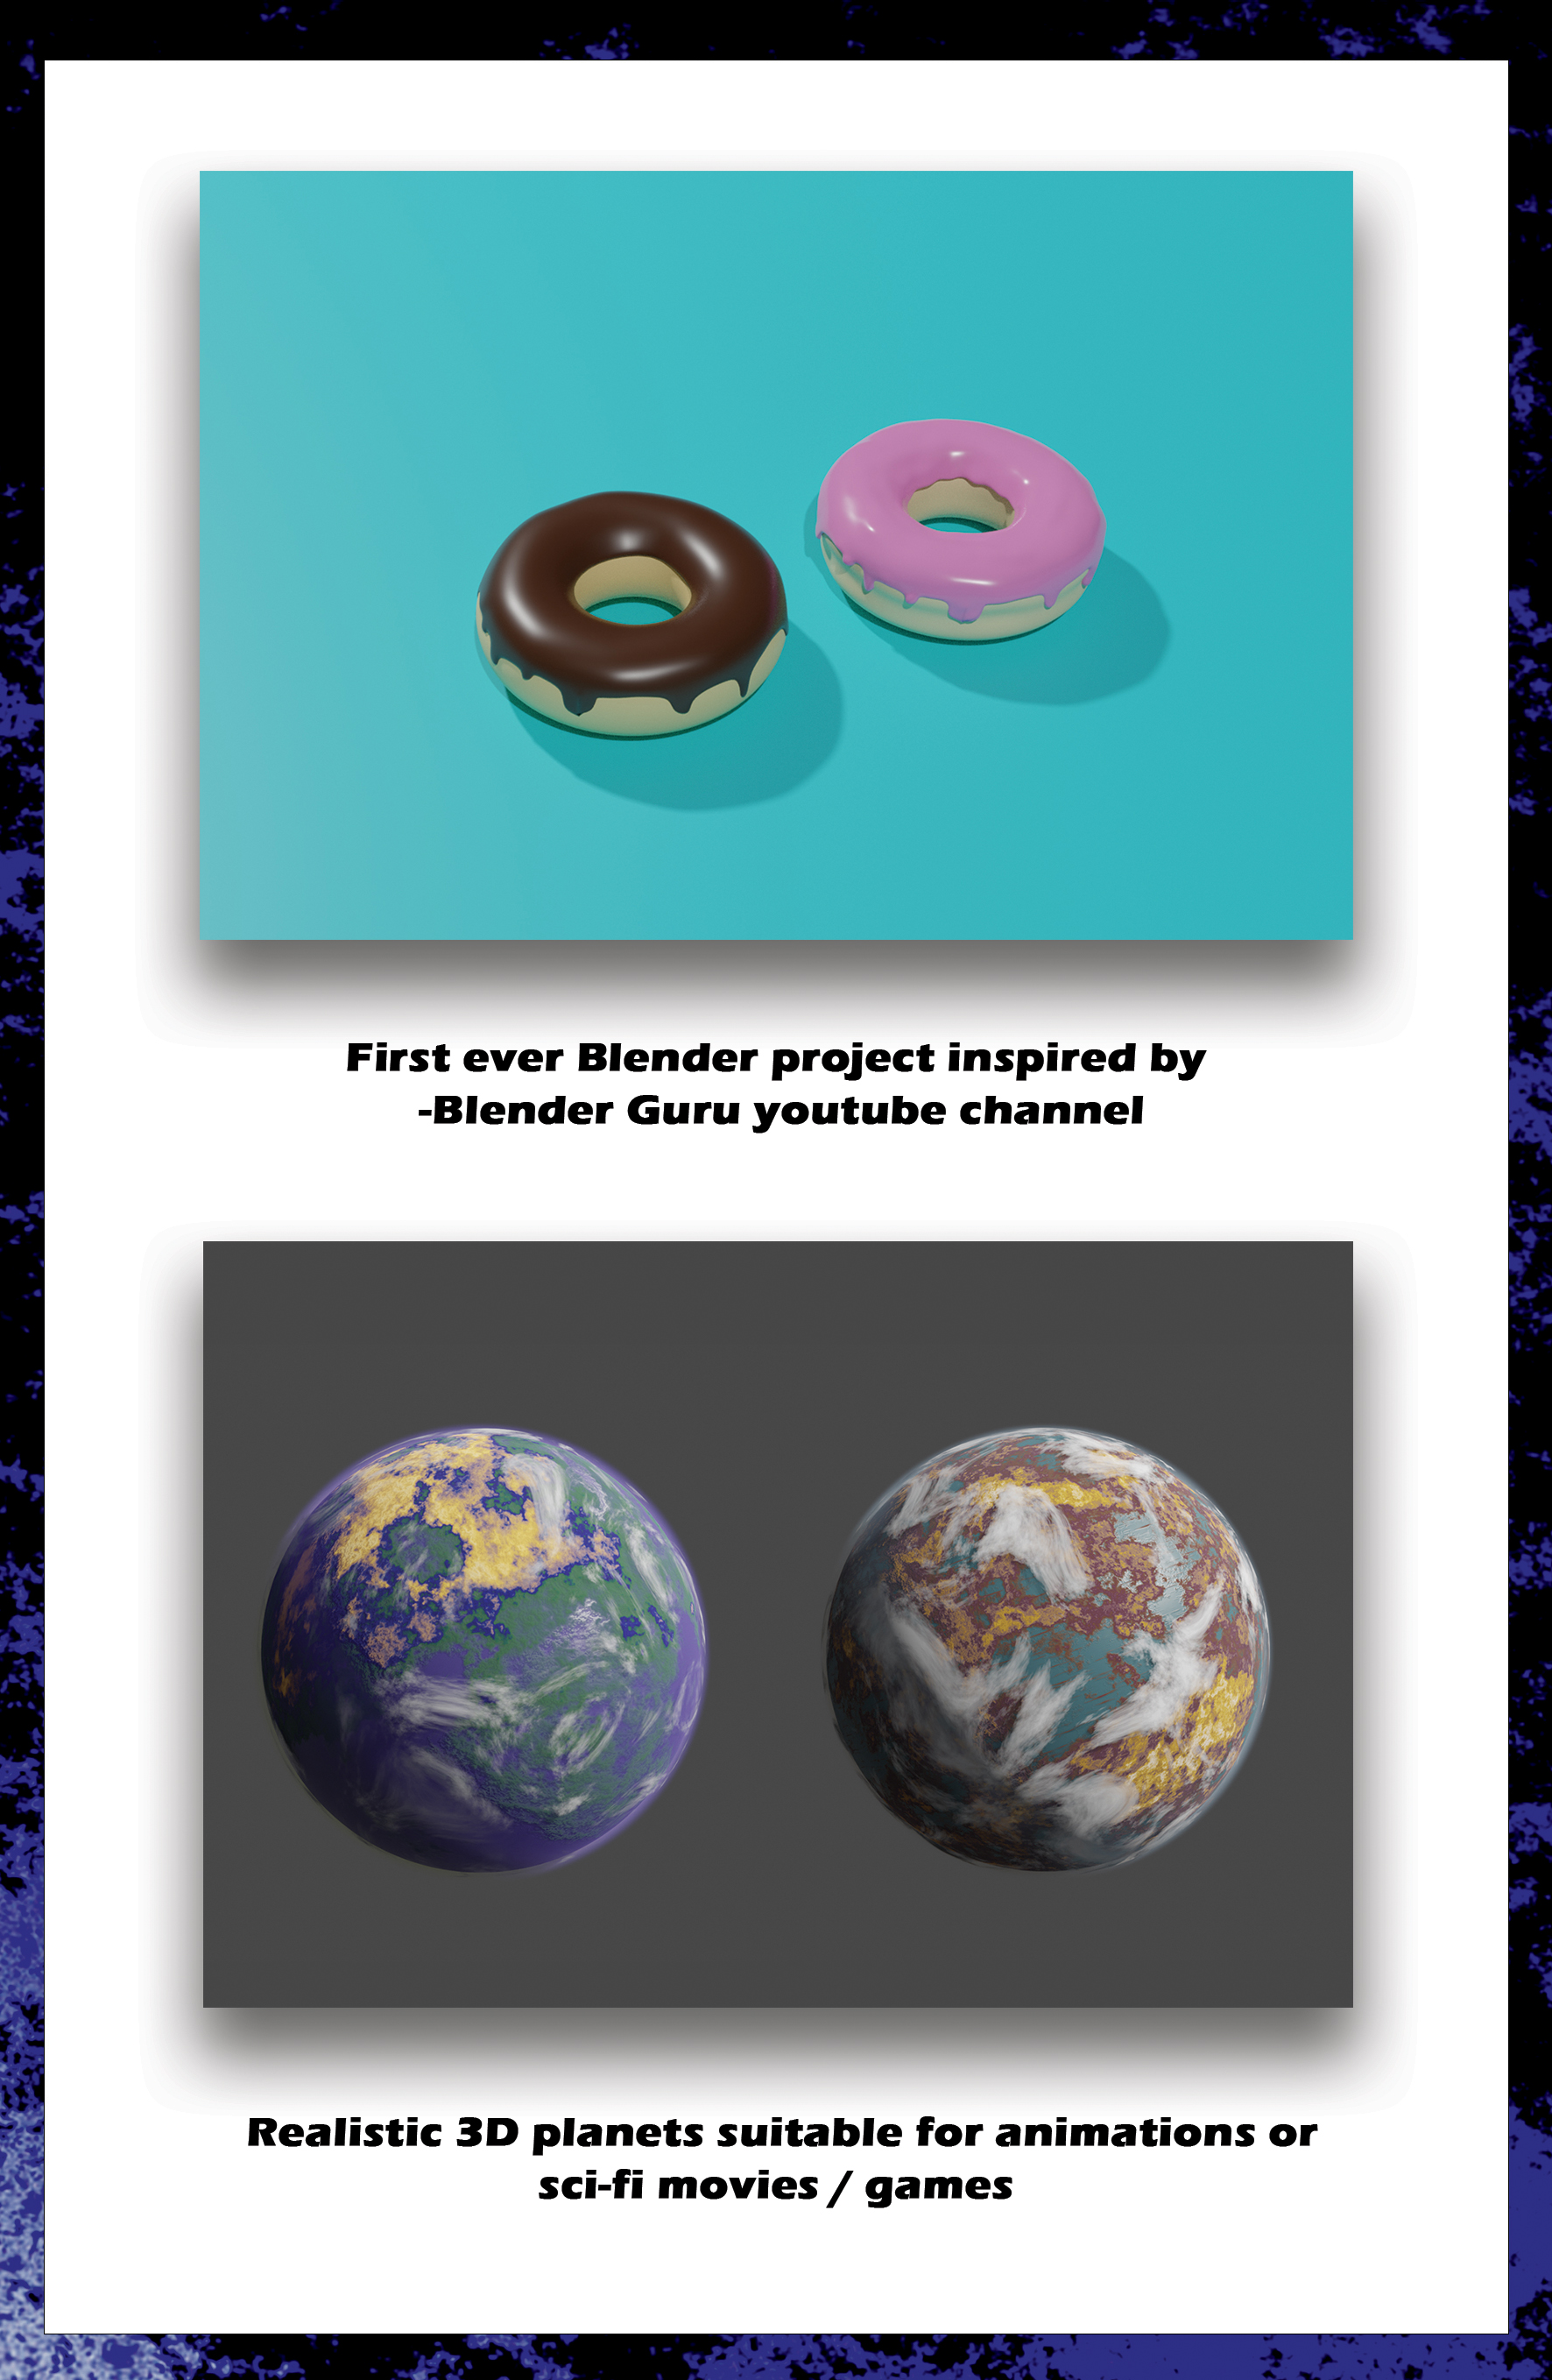 First ever Blender project inspired by
-Blender Guru youtube channel
Realistic 3D planets suitable for animations or
sci-fi movies / games